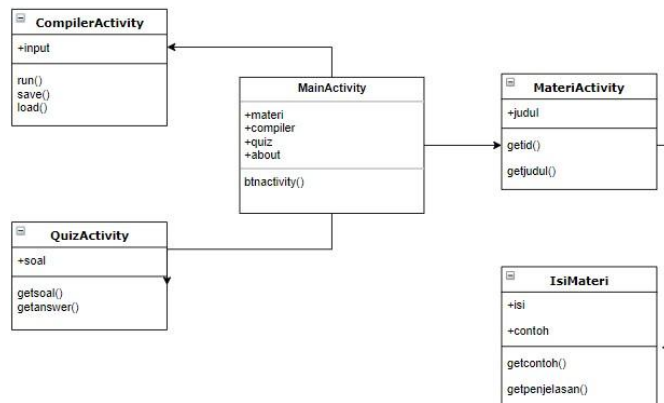 CompilerActivity
+input
run()
save()
load()
MainActivity
+materi
+compiler
+quiz
+about
btnactivity()
MateriActivity
+judul
getid()
getjudul()
QuizActivity
+soal
getsoal()
getanswer()
IsiMateri
+isi
+contoh
getcontoh()
getpenjelasan()